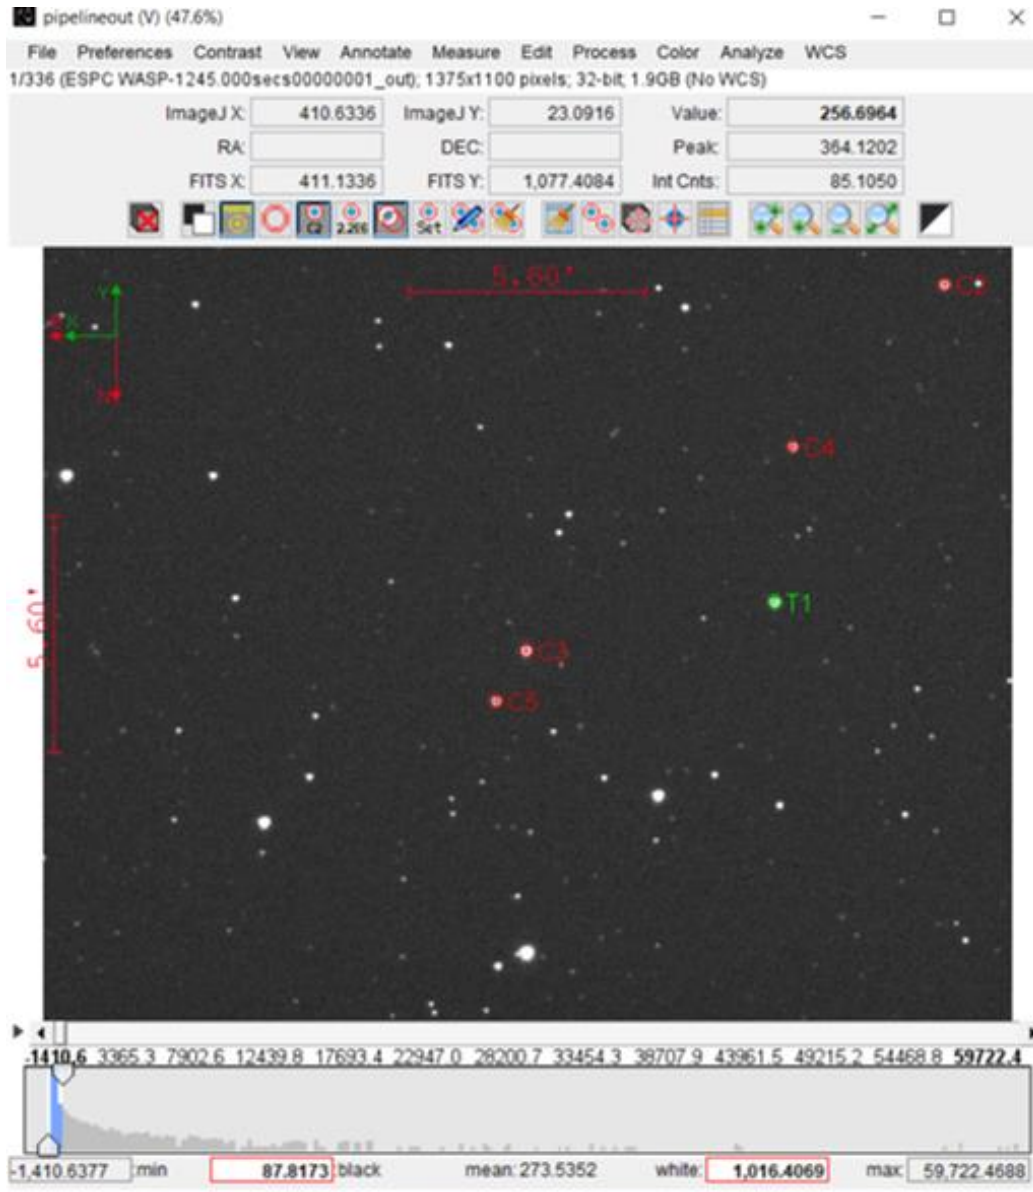 pipelineout (V) (47.6%)
File Preferences Contrast View Annotate Measure Edit Process Color Analyze WCS
1/336 (ESPC WASP-1245.000secs00000001_out); 1375x1100 pixels; 32-bit; 1.9GB (No WCS)
ImageJ X: 410.6336 ImageJ Y: 23.0916 Value: 256.6964
RA: DEC: Peak: 364.1202
FITS X: 411.1336 FITS Y: 1,077.4084 Int Cnts: 85.1050
C2 Set
5.60'
C2
Y
X
N
C4
T1
5.60'
C3
C5
-1410.6 3365.3 7902.6 12439.8 17693.4 22947.0 28200.7 33454.3 38707.9 43961.5 49215.2 54468.8 59722.4
-1,410.6377 :min 87.8173 :black mean: 273.5352 white: 1,016.4069 max: 59,722.4688